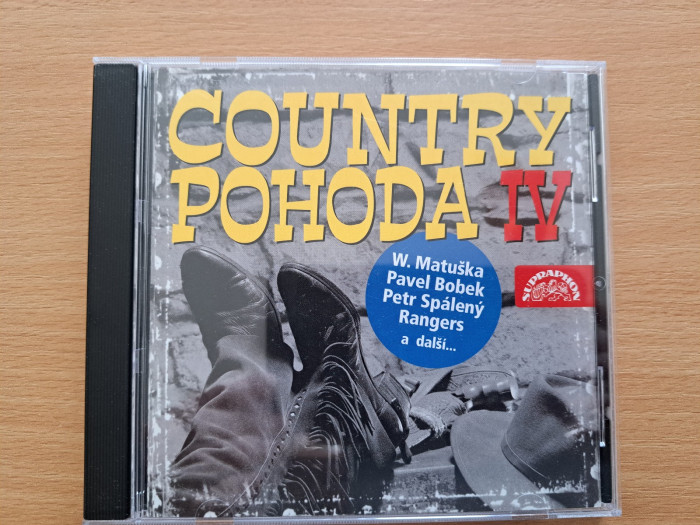 COUNTRY
POHODA IV
W. Matuška
Pavel Bobek
Petr Spálený
Rangers
a další...
SUPRAPHON